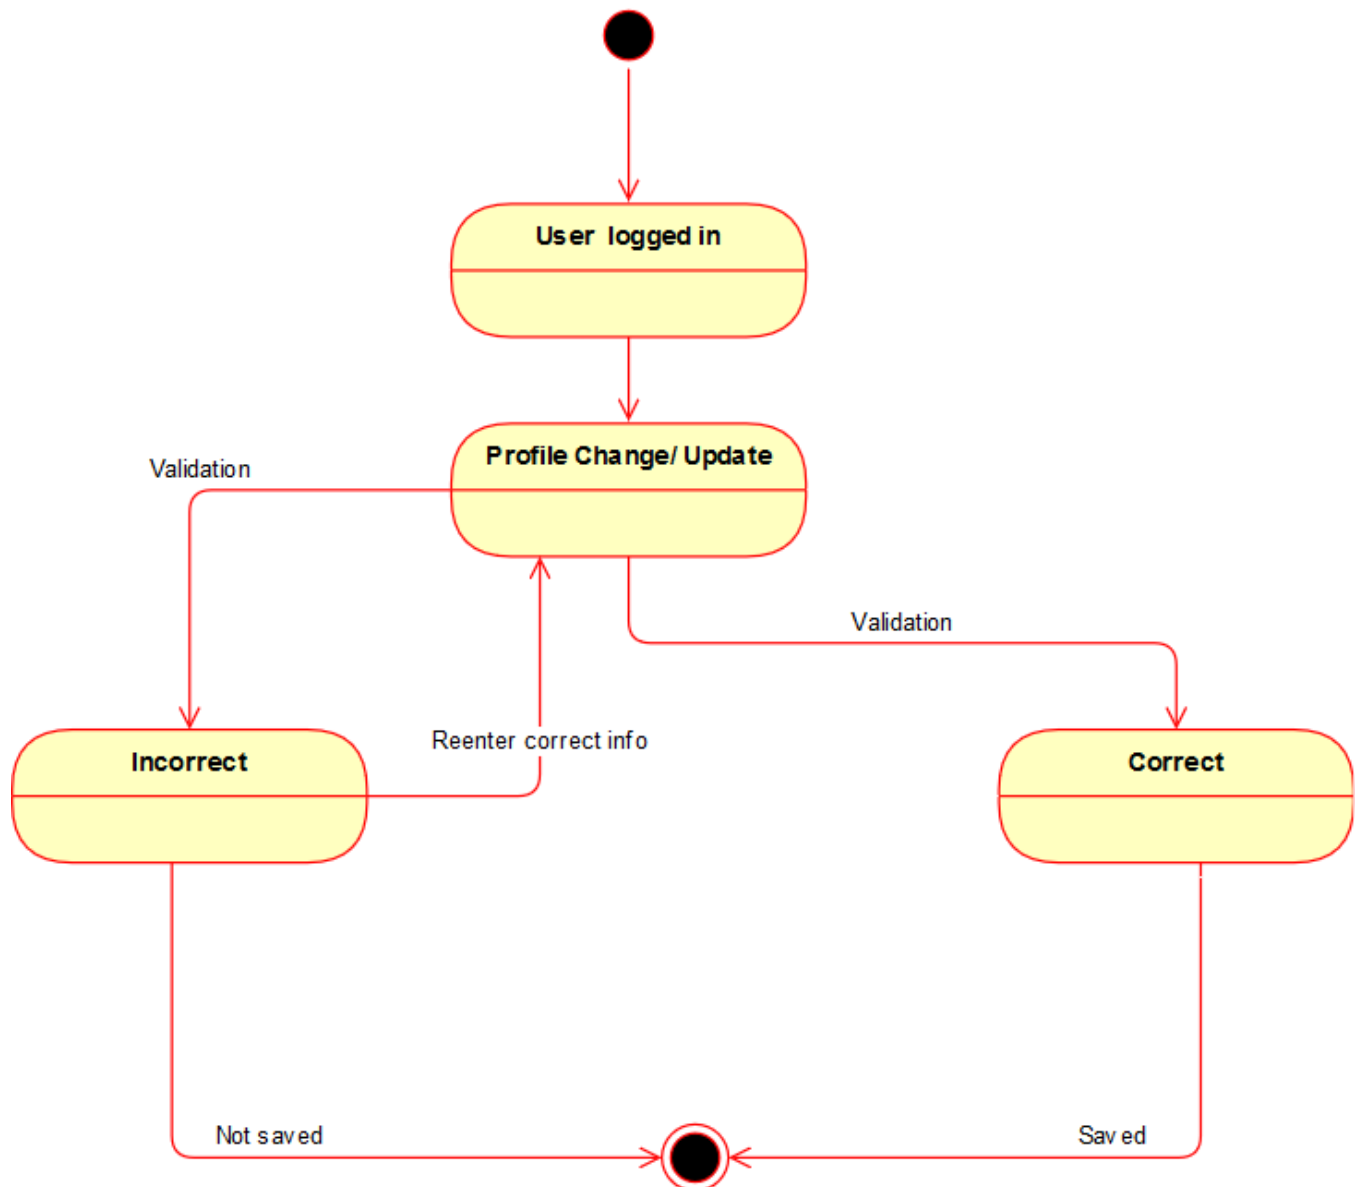 User logged in
Profile Change/ Update
Validation
Validation
Reenter correct info
Incorrect
Correct
Not saved
Saved